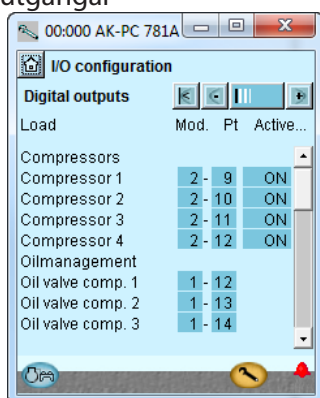 utgångar
00:000 AK-PC 781A
I/O configuration
Digital outputs
Load Mod. Pt Active...
Compressors
Compressor 1 2 - 9 ON
Compressor 2 2 - 10 ON
Compressor 3 2 - 11 ON
Compressor 4 2 - 12 ON
Oilmanagement
Oil valve comp. 1 1 - 12
Oil valve comp. 2 1 - 13
Oil valve comp. 3 1 - 14